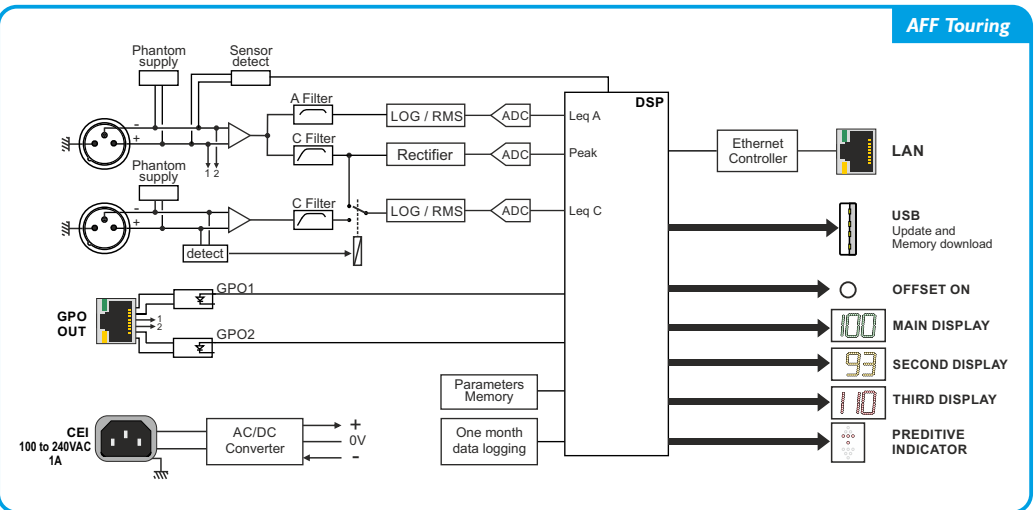 AFF Touring
Phantom
supply
Sensor
detect
A Filter
LOG / RMS
ADC
Leq A
DSP
-
+
1 2
C Filter
Rectifier
ADC
Peak
Ethernet
Controller
LAN
Phantom
supply
-
+
C Filter
LOG / RMS
ADC
Leq C
detect
USB
Update and
Memory download
OFFSET ON
GPO
OUT
GPO1
1
2
GPO2
100
MAIN DISPLAY
93
SECOND DISPLAY
110
THIRD DISPLAY
PREDITIVE
INDICATOR
Parameters
Memory
One month
data logging
CEI
100 to 240VAC
1A
AC/DC
Converter
+
0V
-